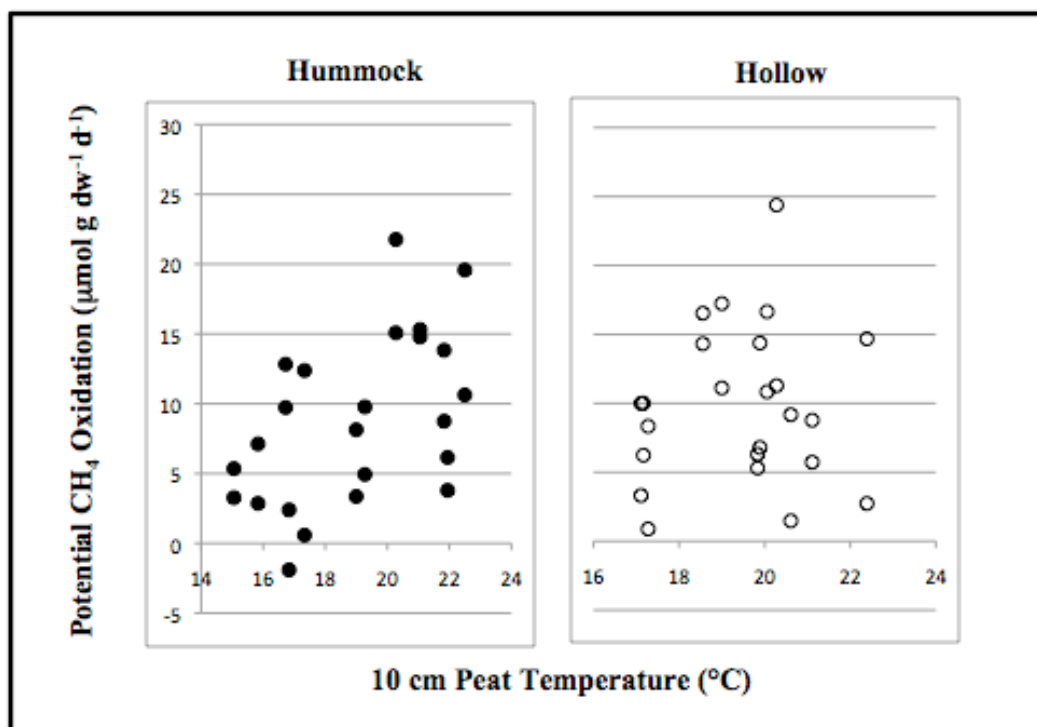 Hummock
Hollow
Potential CH₄ Oxidation (µmol g dw⁻¹ d⁻¹)
30
25
20
15
10
5
0
-5
14 16 18 20 22 24
16 18 20 22 24
10 cm Peat Temperature (°C)